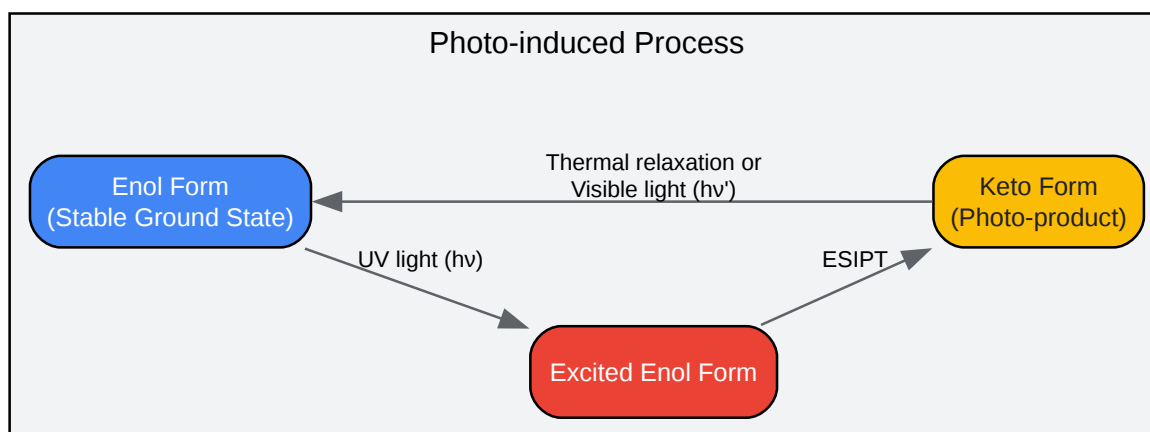 Photo-induced Process
Thermal relaxation or
Visible light (hν')
Enol Form
(Stable Ground State)
Keto Form
(Photo-product)
UV light (hν)
ESIPT
Excited Enol Form